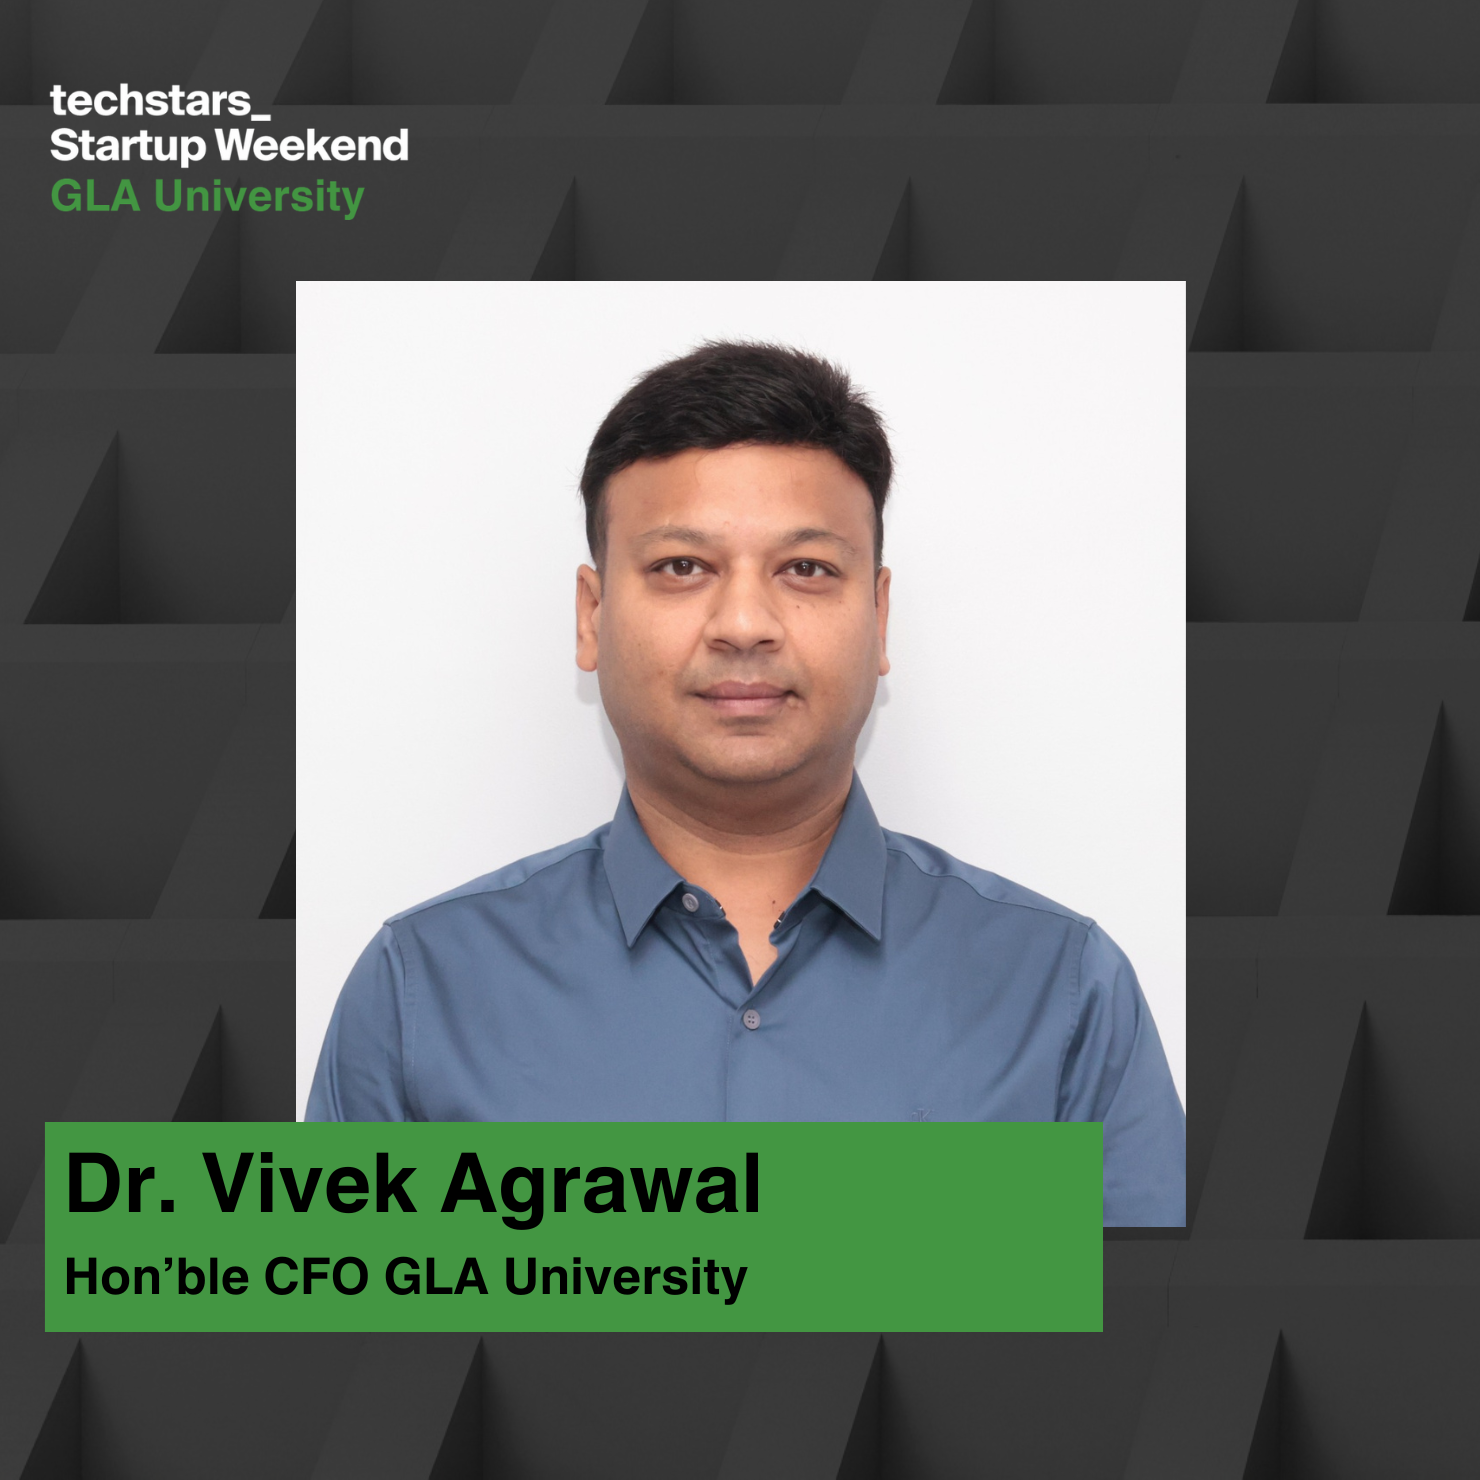 techstars_
Startup Weekend
GLA University
Dr. Vivek Agrawal
Hon’ble CFO GLA University